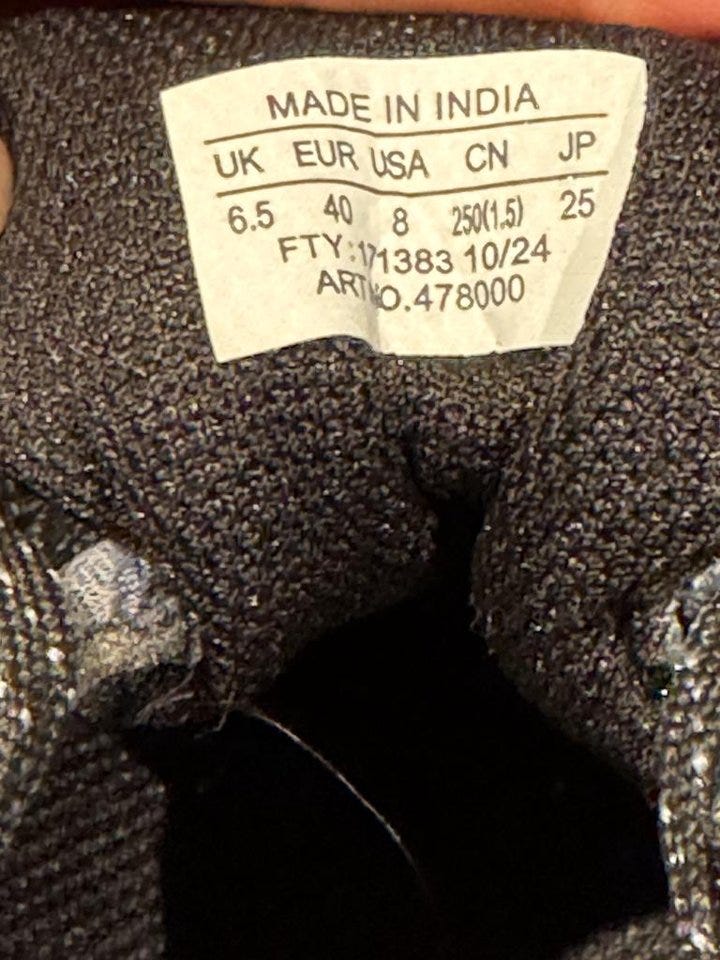 MADE IN INDIA
UK EUR USA CN JP
6.5 40 8 250(1.5) 25
FTY:171383 10/24
ART NO.478000